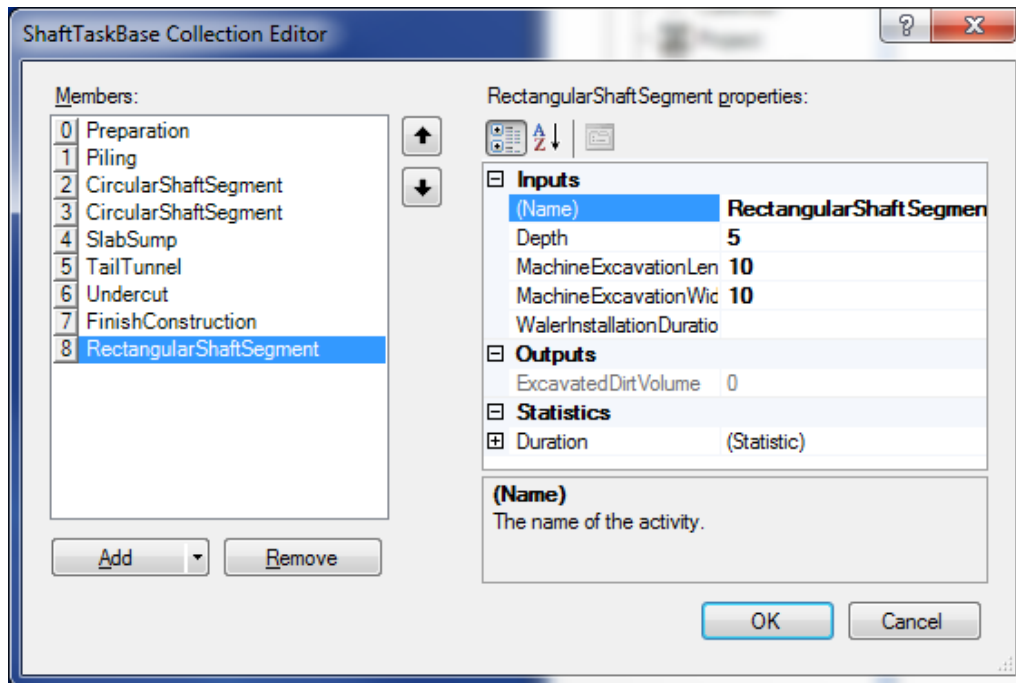 ShaftTaskBase Collection Editor
Members:
0 Preparation
1 Piling
2 CircularShaftSegment
3 CircularShaftSegment
4 SlabSump
5 TailTunnel
6 Undercut
7 FinishConstruction
8 RectangularShaftSegment
Add
Remove
RectangularShaftSegment properties:
Inputs
(Name) RectangularShaftSegmen
Depth 5
MachineExcavationLen 10
MachineExcavationWid 10
WalerInstallationDuratio
Outputs
ExcavatedDirtVolume 0
Statistics
Duration (Statistic)
(Name)
The name of the activity.
OK
Cancel